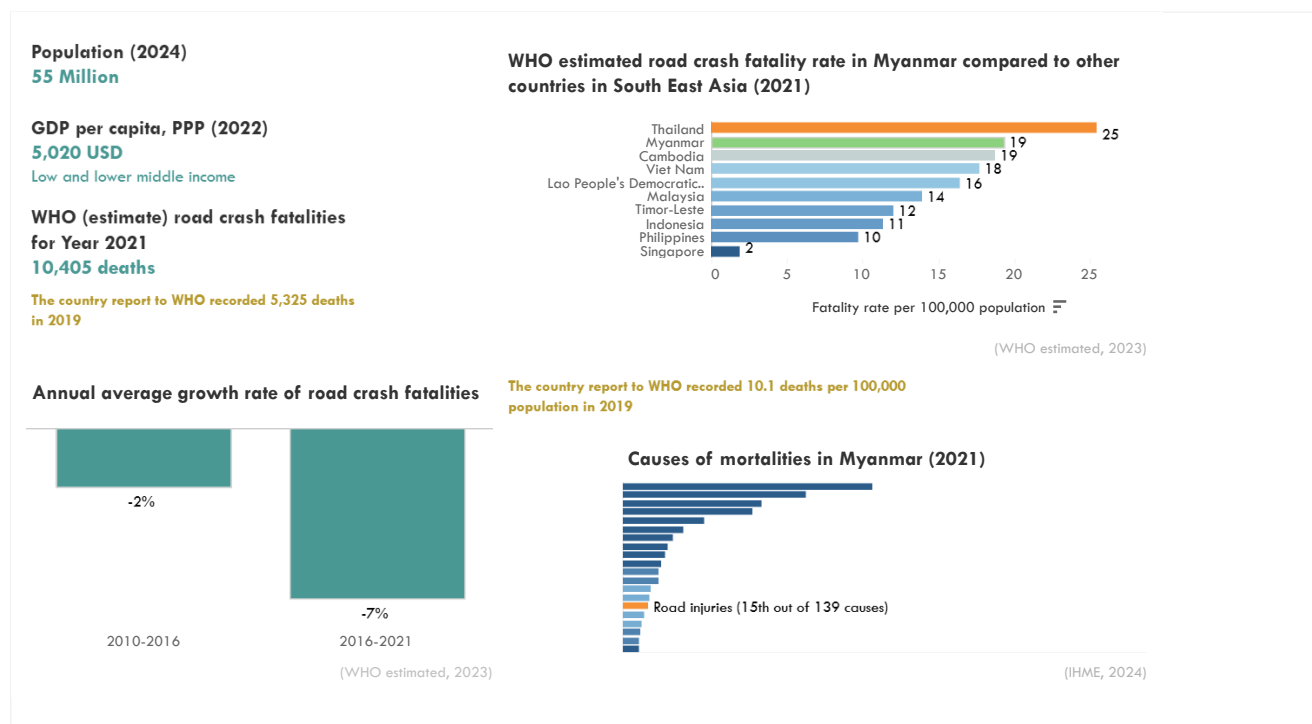 Population (2024)
55 Million
GDP per capita, PPP (2022)
5,020 USD
Low and lower middle income
WHO (estimate) road crash fatalities
for Year 2021
10,405 deaths
The country report to WHO recorded 5,325 deaths
in 2019
WHO estimated road crash fatality rate in Myanmar compared to other
countries in South East Asia (2021)
Thailand 25
Myanmar 19
Cambodia 19
Viet Nam 18
Lao People's Democratic.. 16
Malaysia 14
Timor-Leste 12
Indonesia 11
Philippines 10
Singapore 2
0 5 10 15 20 25
Fatality rate per 100,000 population
(WHO estimated, 2023)
Annual average growth rate of road crash fatalities
-2%
-7%
2010-2016 2016-2021
(WHO estimated, 2023)
The country report to WHO recorded 10.1 deaths per 100,000
population in 2019
Causes of mortalities in Myanmar (2021)
Road injuries (15th out of 139 causes)
(IHME, 2024)